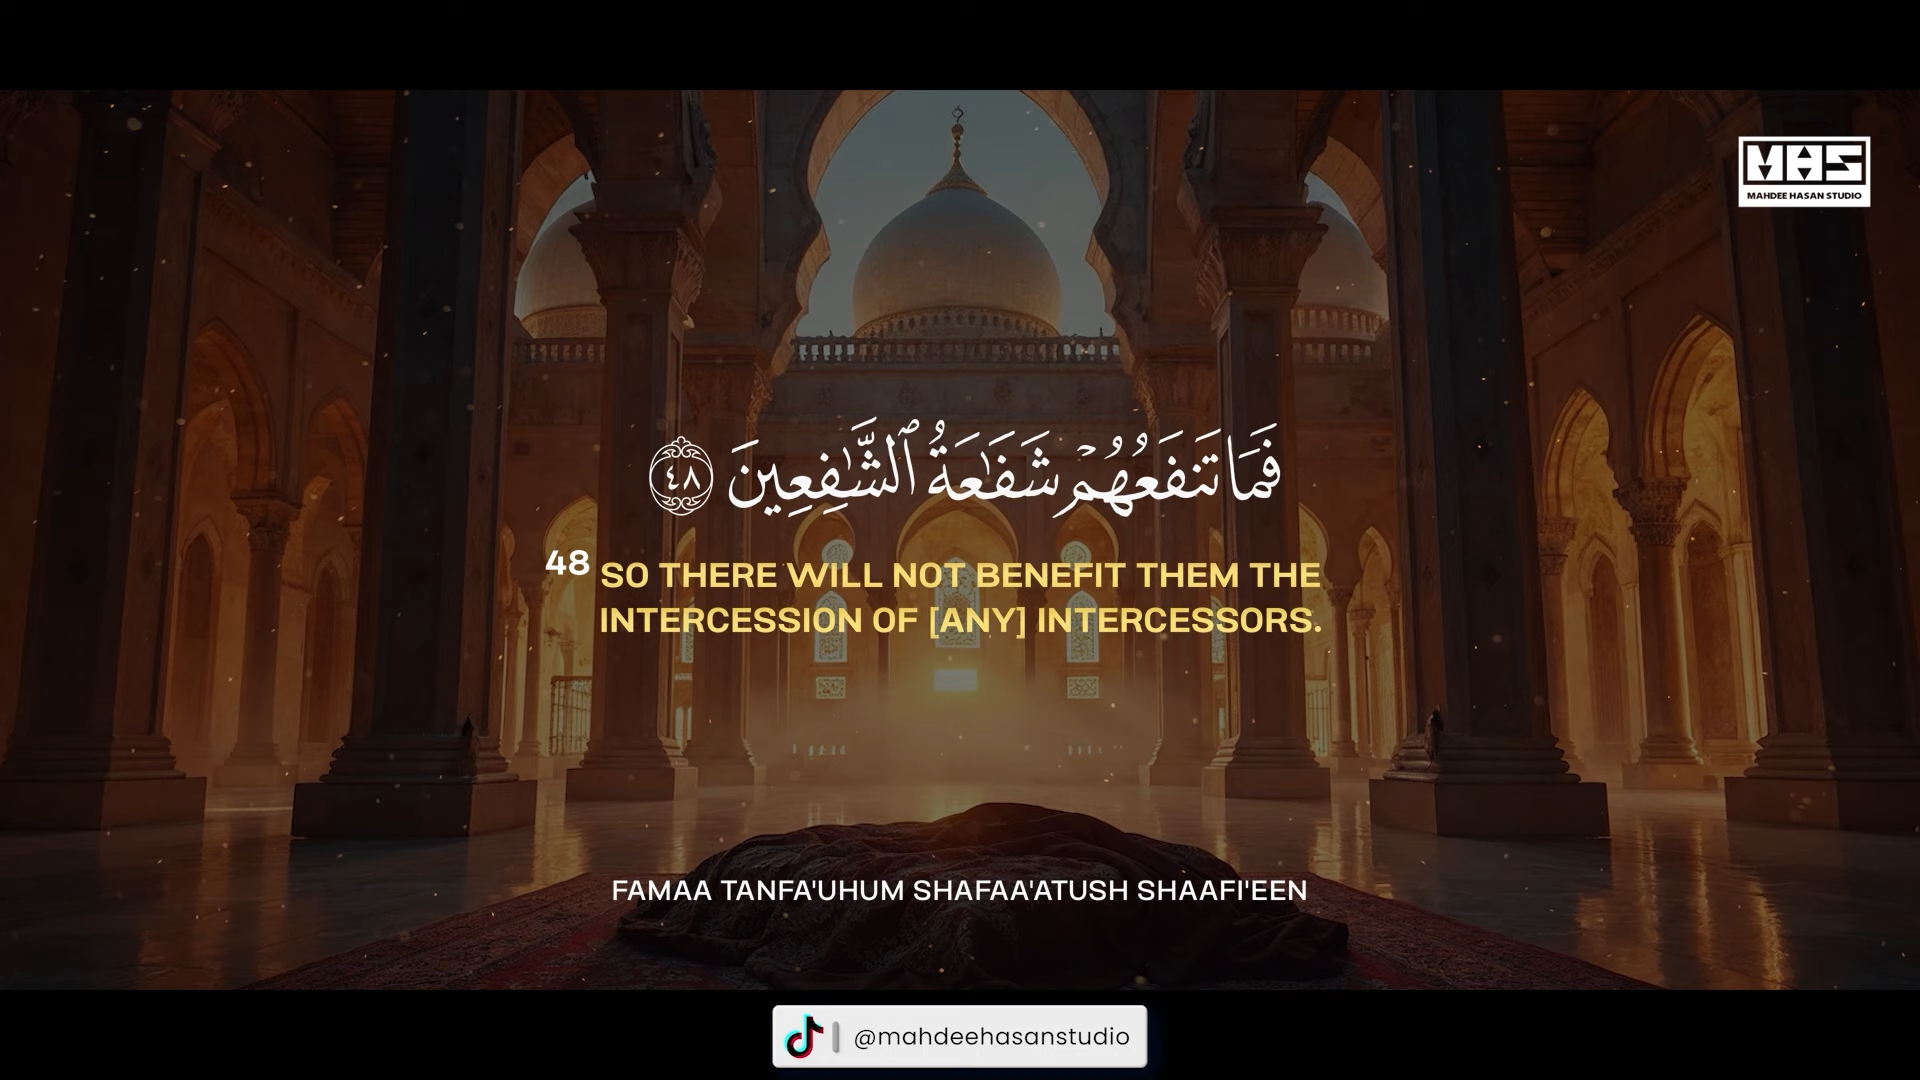 MHS
MAHDEE HASAN STUDIO
فَمَا تَنفَعُهُمْ شَفَـٰعَةُ ٱلشَّـٰفِعِينَ ٤٨
48 SO THERE WILL NOT BENEFIT THEM THE
INTERCESSION OF [ANY] INTERCESSORS.
FAMAA TANFA'UHUM SHAFAA'ATUSH SHAAFI'EEN
@mahdeehasanstudio